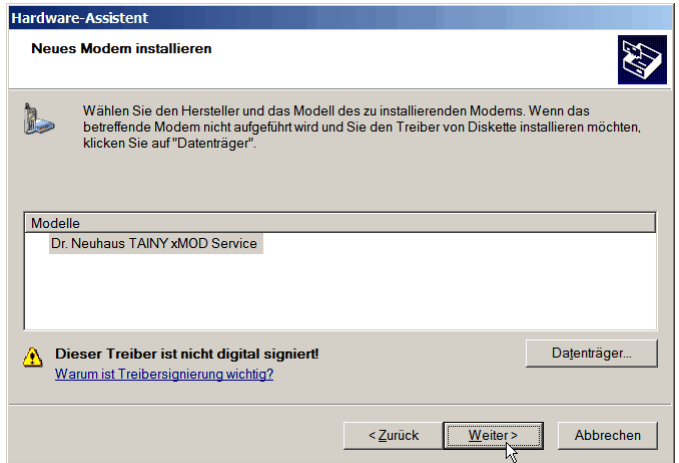 Hardware-Assistent
Neues Modem installieren
Wählen Sie den Hersteller und das Modell des zu installierenden Modems. Wenn das
betreffende Modem nicht aufgeführt wird und Sie den Treiber von Diskette installieren möchten,
klicken Sie auf "Datenträger".
Modelle
Dr. Neuhaus TAINY xMOD Service
Dieser Treiber ist nicht digital signiert!
Datenträger...
Warum ist Treibersignierung wichtig?
< Zurück Weiter > Abbrechen